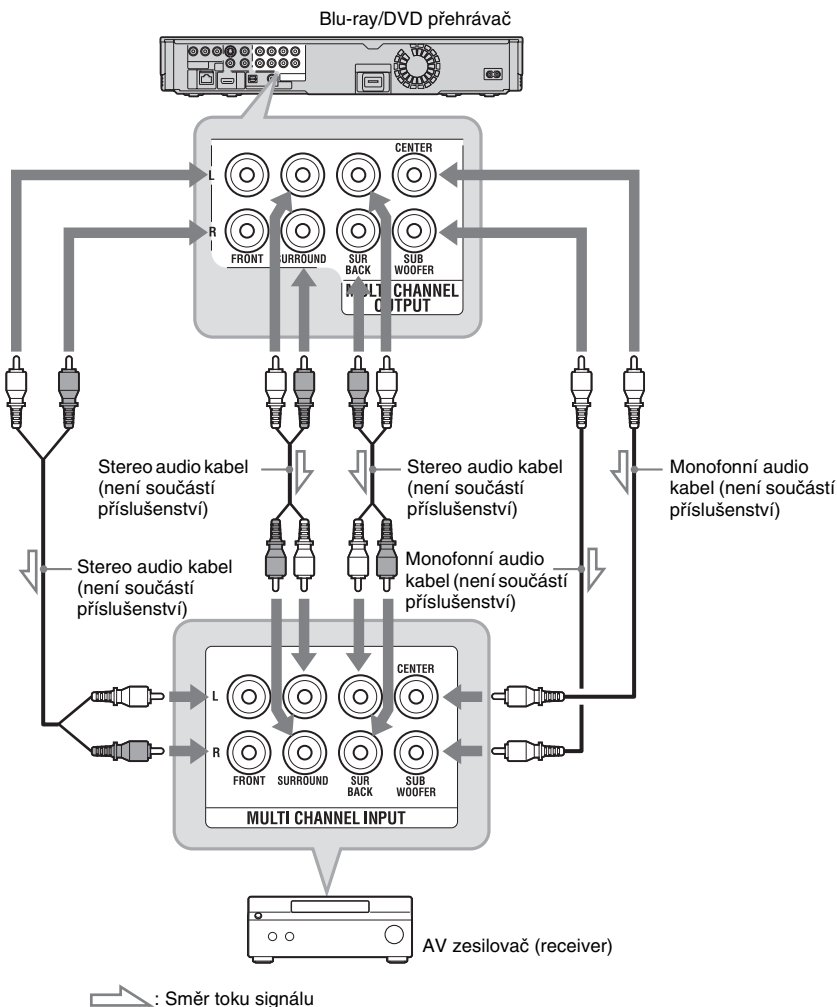 Blu-ray/DVD přehrávač
CENTER
L
R
FRONT
SURROUND
SUR
BACK
SUB
WOOFER
MULTI CHANNEL
OUTPUT
Stereo audio kabel
(není součástí
příslušenství)
Stereo audio kabel
(není součástí
příslušenství)
Monofonní audio
kabel (není součástí
příslušenství)
Stereo audio kabel
(není součástí
příslušenství)
Monofonní audio
kabel (není součástí
příslušenství)
CENTER
L
R
FRONT
SURROUND
SUR
BACK
SUB
WOOFER
MULTI CHANNEL INPUT
AV zesilovač (receiver)
: Směr toku signálu